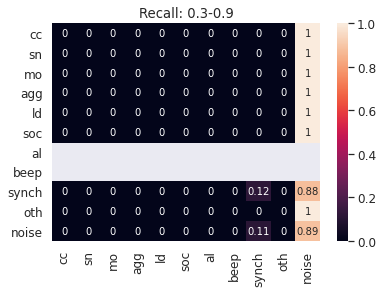 Recall: 0.3-0.9
cc 0 0 0 0 0 0 0 0 0 0 1
sn 0 0 0 0 0 0 0 0 0 0 1
mo 0 0 0 0 0 0 0 0 0 0 1
agg 0 0 0 0 0 0 0 0 0 0 1
ld 0 0 0 0 0 0 0 0 0 0 1
soc 0 0 0 0 0 0 0 0 0 0 1
al
beep
synch 0 0 0 0 0 0 0 0 0.12 0 0.88
oth 0 0 0 0 0 0 0 0 0 0 1
noise 0 0 0 0 0 0 0 0 0.11 0 0.89
cc sn mo agg ld soc al beep synch oth noise
1.0
0.8
0.6
0.4
0.2
0.0